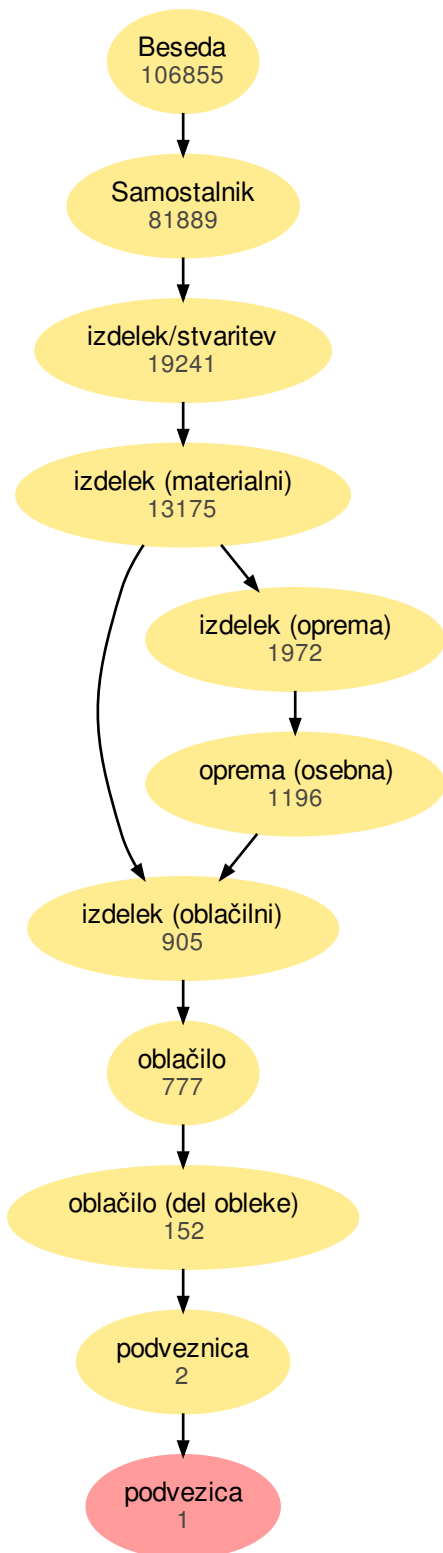 Beseda
106855
Samostalnik
81889
izdelek/stvaritev
19241
izdelek (materialni)
13175
izdelek (oprema)
1972
oprema (osebna)
1196
izdelek (oblačilni)
905
oblačilo
777
oblačilo (del obleke)
152
podveznica
2
podvezica
1